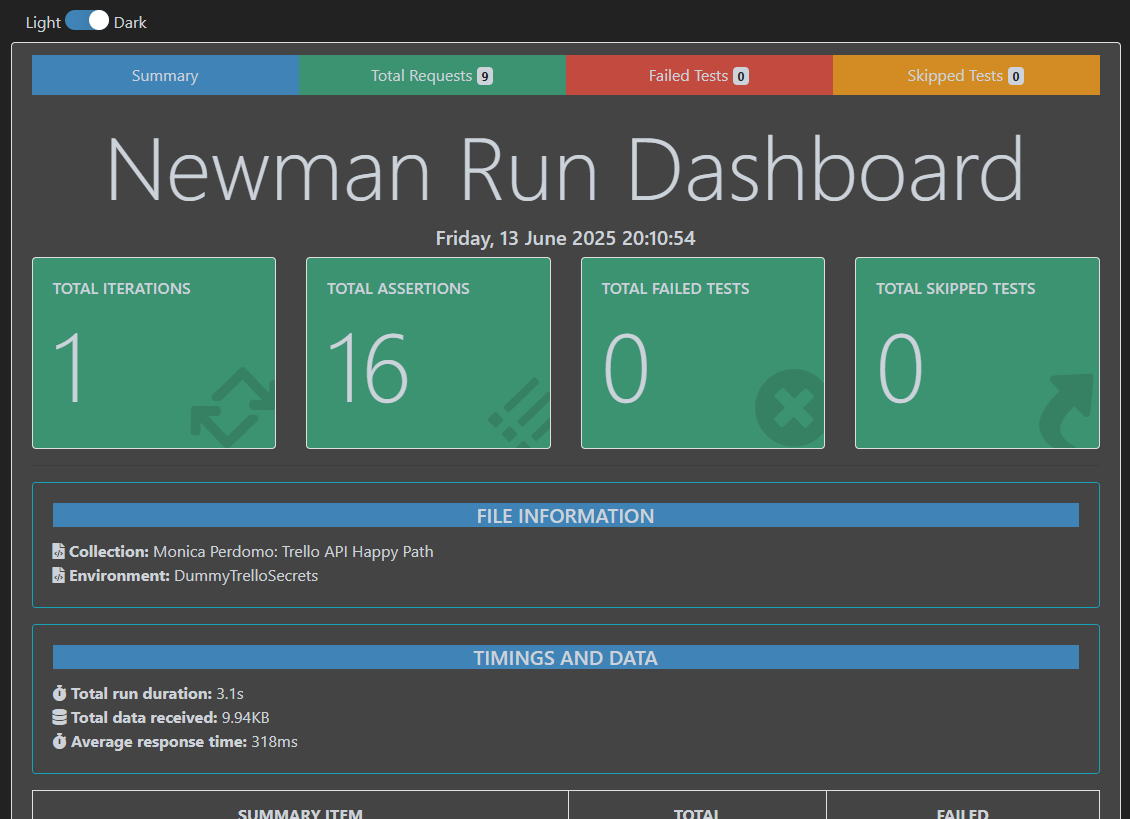 Light Dark
Summary Total Requests 9 Failed Tests 0 Skipped Tests 0
Newman Run Dashboard
Friday, 13 June 2025 20:10:54
TOTAL ITERATIONS TOTAL ASSERTIONS TOTAL FAILED TESTS TOTAL SKIPPED TESTS
1 16 0 0
FILE INFORMATION
Collection: Monica Perdomo: Trello API Happy Path
Environment: DummyTrelloSecrets
TIMINGS AND DATA
Total run duration: 3.1s
Total data received: 9.94KB
Average response time: 318ms
SUMMARY ITEM TOTAL FAILED